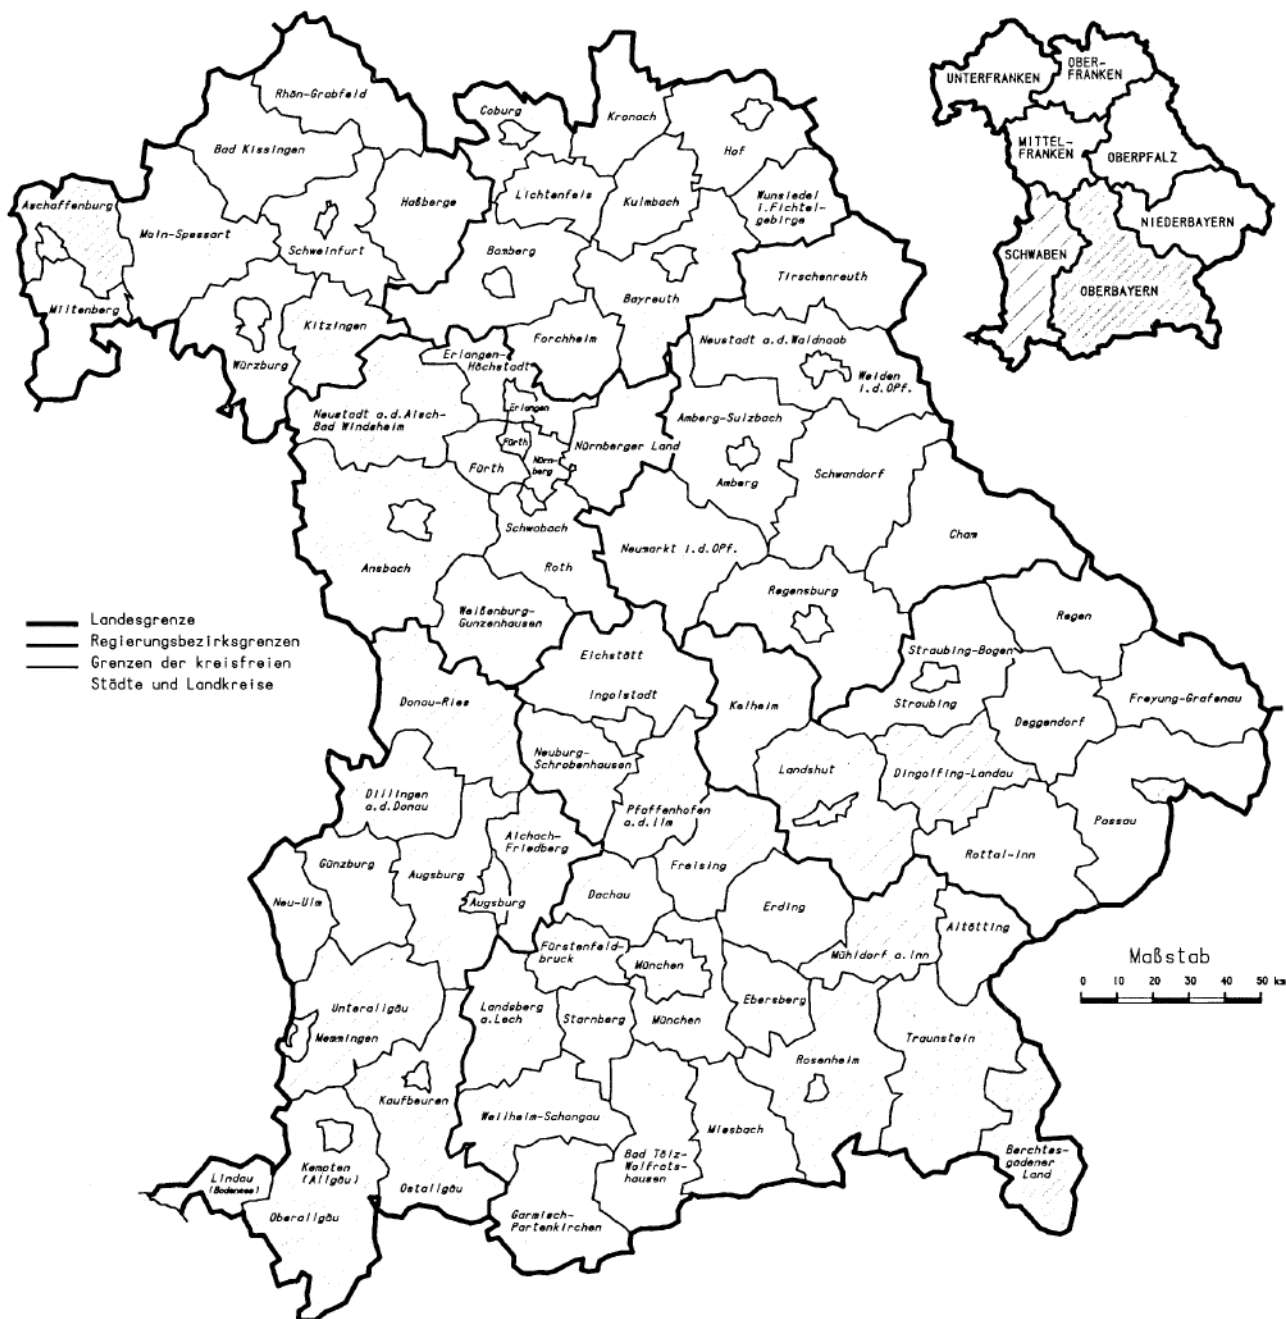 Rhön-Grabfeld
Coburg
Kronach
Hof
Bad Kissingen
Lichtenfels
Kulmbach
Wunsiedel
i.Fichtel-
gebirge
Aschaffenburg
Haßberge
Main-Spessart
Schweinfurt
Bamberg
Tirschenreuth
Bayreuth
Miltenberg
Kitzingen
Würzburg
Forchheim
Erlangen-
Höchstadt
Neustadt a.d.Waldnaab
Weiden
i.d.OPf.
Neustadt a.d.Aisch-
Bad Windsheim
Erlangen
Amberg-Sulzbach
Fürth
Nürn-
berg
Fürth
Nürnberger Land
Amberg
Schwandorf
Schwabach
Neumarkt i.d.OPf.
Cham
Ansbach
Roth
Regensburg
Weißenburg-
Gunzenhausen
Regen
Eichstätt
Straubing-Bogen
Ingolstadt
Donau-Ries
Kelheim
Straubing
Freyung-Grafenau
Deggendorf
Neuburg-
Schrobenhausen
Landshut
Dingolfing-Landau
Dillingen
a.d.Donau
Pfaffenhofen
a.d.Ilm
Passau
Aichach-
Friedberg
Günzburg
Augsburg
Freising
Rottal-Inn
Neu-Ulm
Augsburg
Dachau
Erding
Altötting
Fürstenfeld-
bruck
München
Mühldorf a.Inn
Unterallgäu
Landsberg
a.Lech
Starnberg
München
Ebersberg
Memmingen
Traunstein
Rosenheim
Kaufbeuren
Weilheim-Schongau
Miesbach
Bad Tölz-
Wolfrats-
hausen
Berchtes-
gadener
Land
Lindau
(Bodensee)
Kempten
(Allgäu)
Ostallgäu
Oberallgäu
Garmisch-
Partenkirchen
UNTERFRANKEN
OBER-
FRANKEN
MITTEL-
FRANKEN
OBERPFALZ
NIEDERBAYERN
SCHWABEN
OBERBAYERN
Landesgrenze
Regierungsbezirksgrenzen
Grenzen der kreisfreien
Städte und Landkreise
Maßstab
0 10 20 30 40 50 km